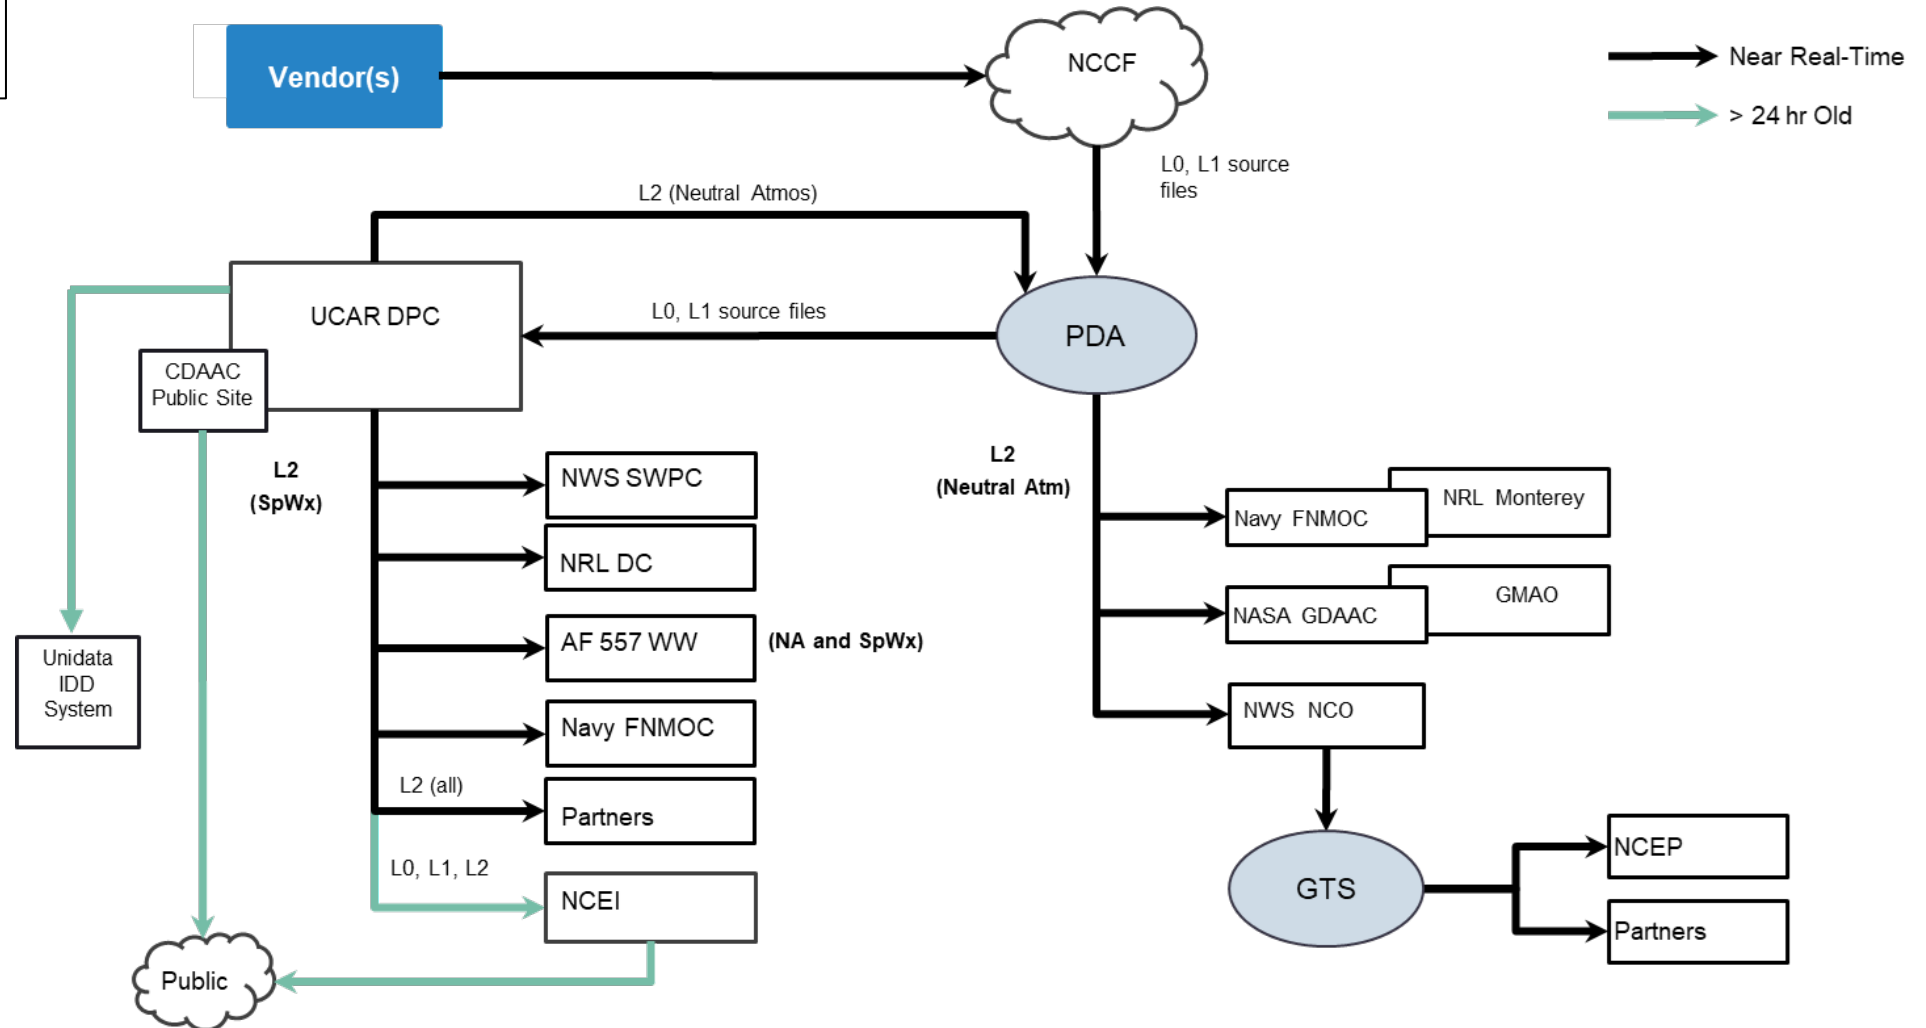 Vendor(s)
NCCF
Near Real-Time
> 24 hr Old
L0, L1 source
files
L2 (Neutral Atmos)
UCAR DPC
L0, L1 source files
PDA
CDAAC
Public Site
L2
(SpWx)
NWS SWPC
NRL DC
AF 557 WW
(NA and SpWx)
Navy FNMOC
L2 (all)
Partners
L0, L1, L2
NCEI
Unidata
IDD
System
Public
L2
(Neutral Atm)
Navy FNMOC
NRL Monterey
NASA GDAAC
GMAO
NWS NCO
GTS
NCEP
Partners